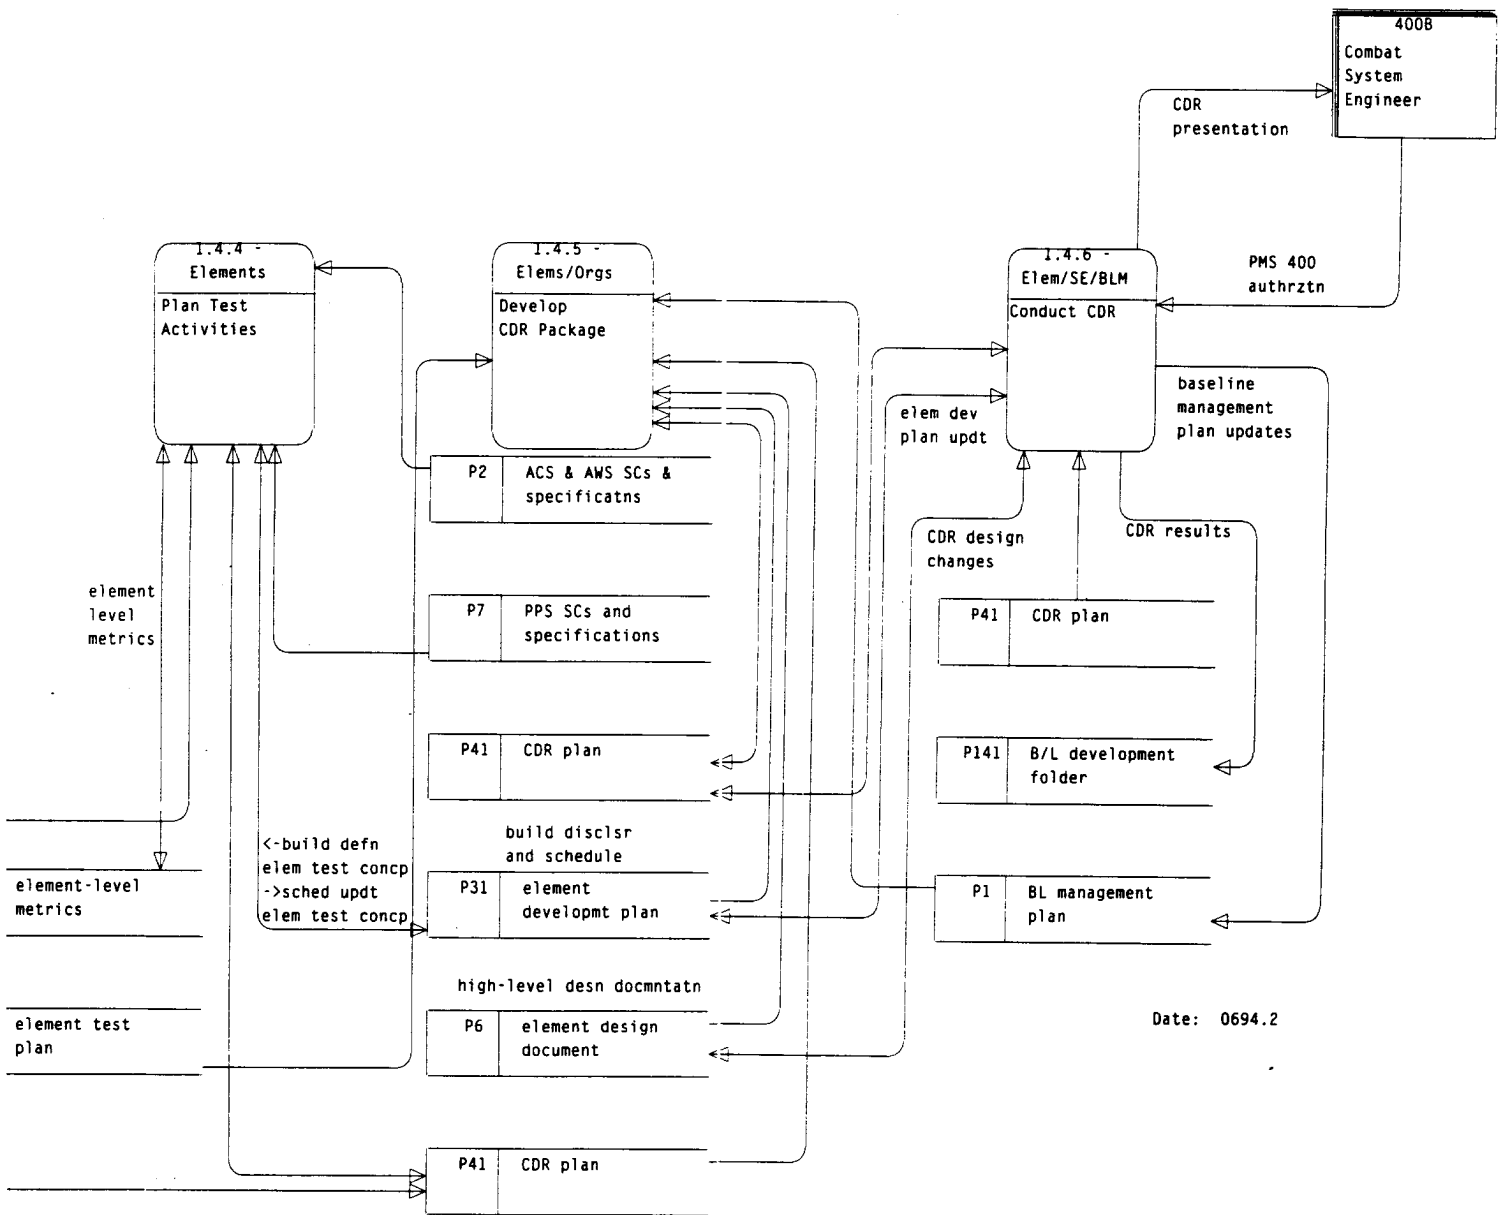 400B
Combat
System
Engineer
CDR
presentation
PMS 400
authrztn
1.4.4 -
Elements
Plan Test
Activities
1.4.5 -
Elems/Orgs
Develop
CDR Package
1.4.6 -
Elem/SE/BLM
Conduct CDR
elem dev
plan updt
baseline
management
plan updates
P2 ACS & AWS SCs &
specificatns
CDR design
changes
CDR results
element
level
metrics
P7 PPS SCs and
specifications
P41 CDR plan
P41 CDR plan
P141 B/L development
folder
build disclsr
and schedule
<-build defn
elem test concp
->sched updt
elem test concp
element-level
metrics
P31 element
developmt plan
P1 BL management
plan
high-level desn docmntatn
element test
plan
P6 element design
document
Date: 0694.2
P41 CDR plan